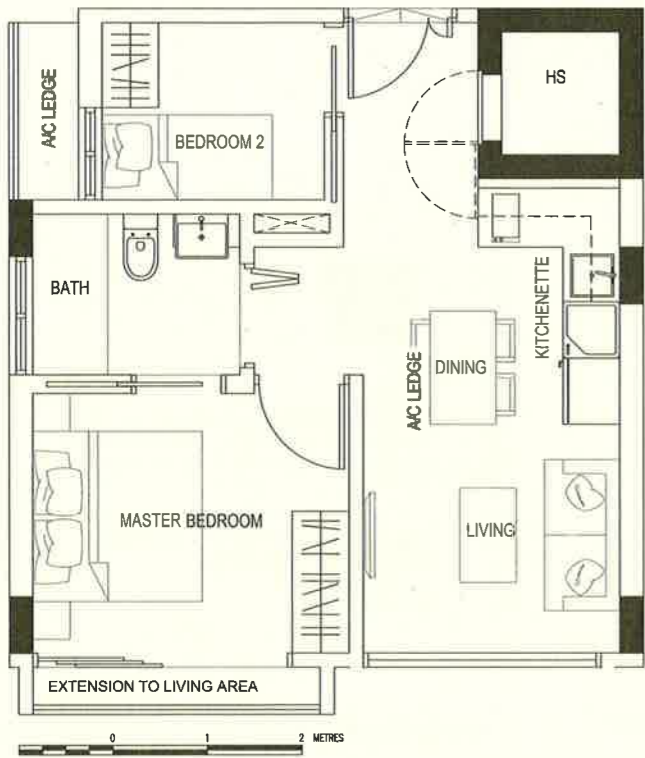 HS
A/C LEDGE
BEDROOM 2
BATH
KITCHENETTE
A/C LEDGE
DINING
MASTER BEDROOM
LIVING
EXTENSION TO LIVING AREA
0 1 2 METRES